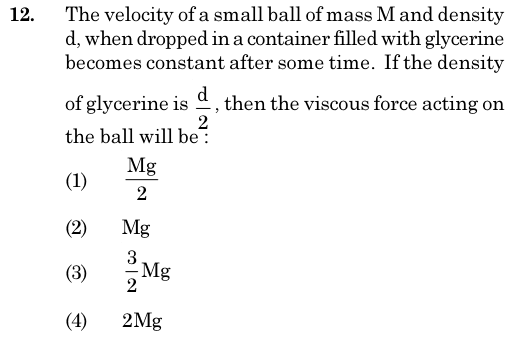 12. The velocity of a small ball of mass M and density
d, when dropped in a container filled with glycerine
becomes constant after some time. If the density
of glycerine is d/2, then the viscous force acting on
the ball will be :
(1) Mg/2
(2) Mg
(3) 3/2 Mg
(4) 2Mg